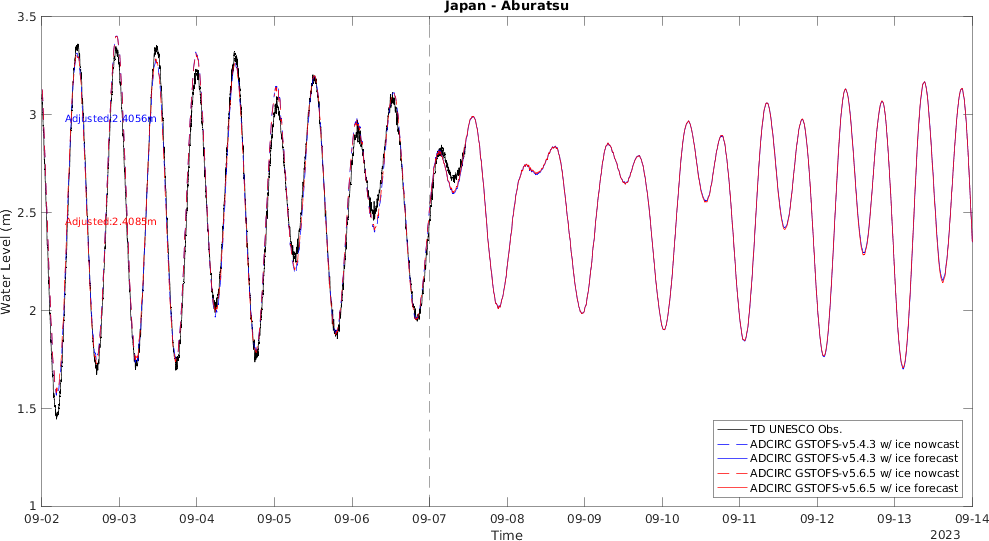 Japan - Aburatsu
3.5
3
2.5
2
1.5
1
Water Level (m)
Adjusted:2.4056m
Adjusted:2.4085m
TD UNESCO Obs.
ADCIRC GSTOFS-v5.4.3 w/ ice nowcast
ADCIRC GSTOFS-v5.4.3 w/ ice forecast
ADCIRC GSTOFS-v5.6.5 w/ ice nowcast
ADCIRC GSTOFS-v5.6.5 w/ ice forecast
09-02 09-03 09-04 09-05 09-06 09-07 09-08 09-09 09-10 09-11 09-12 09-13 09-14
Time
2023